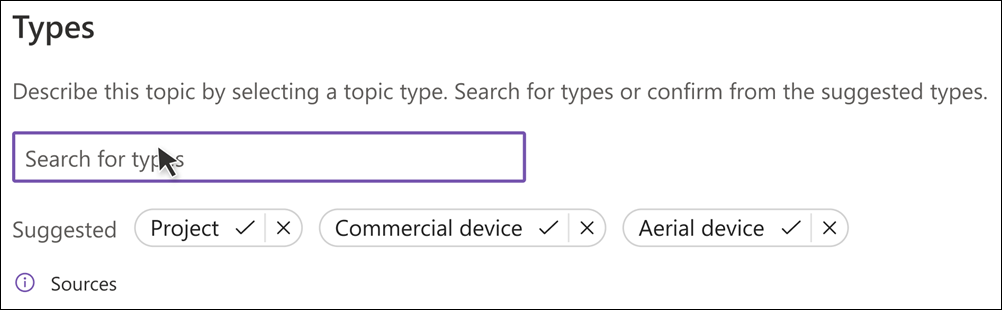 Types
Describe this topic by selecting a topic type. Search for types or confirm from the suggested types.
Search for types
Suggested Project Commercial device Aerial device
Sources